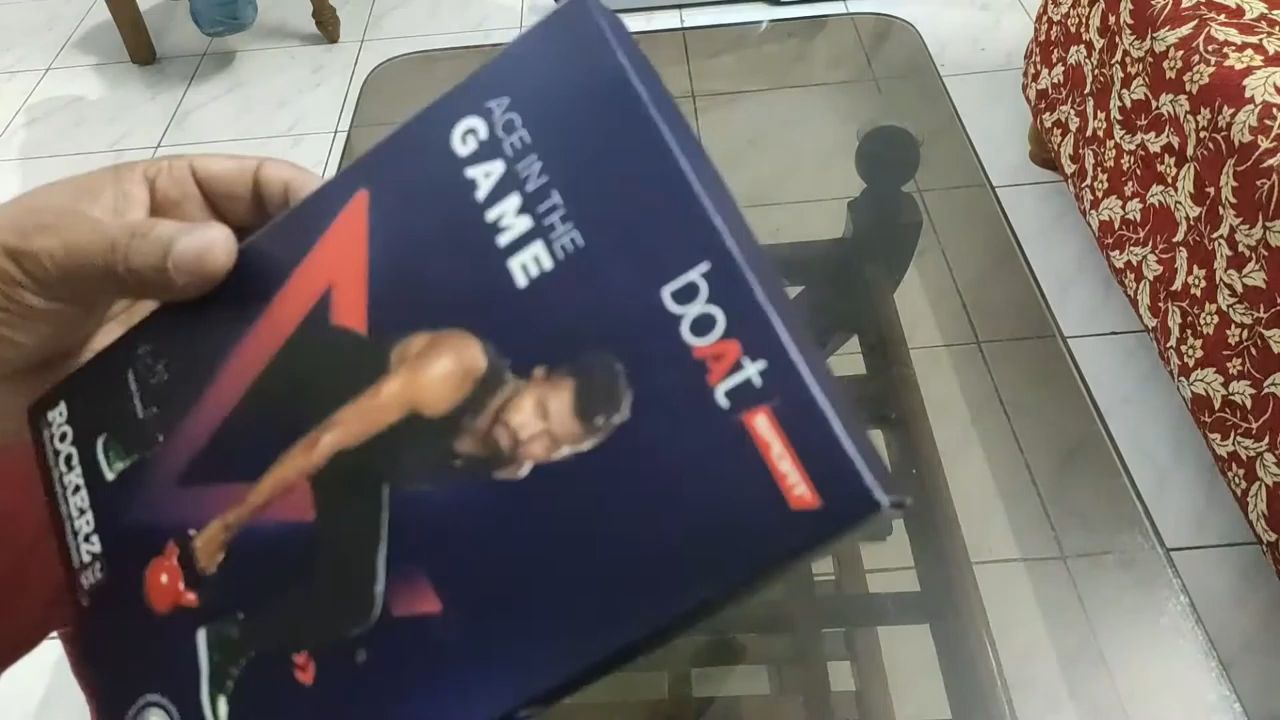 ACE IN THE
GAME
boAt
SPORT
ROCKERZ